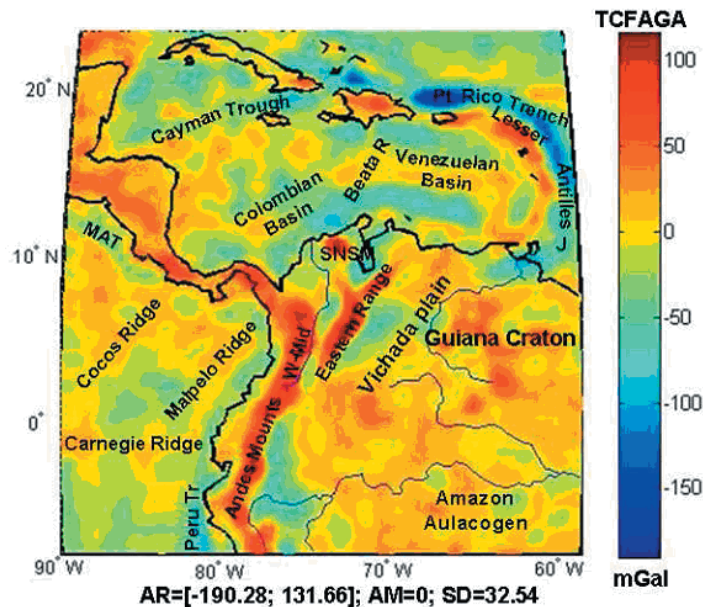 TCFAGA
100
50
0
-50
-100
-150
mGal
20° N
10° N
0°
90° W
80° W
70° W
60° W
Cayman Trough
Pt. Rico Trench
Lesser
Antilles
Beata R
Venezuelan
Basin
Colombian
Basin
MAT
SNSM
Cocos Ridge
Malpelo Ridge
W-Mid
Eastern Range
Vichada plain
Guiana Craton
Carnegie Ridge
Andes Mounts
Peru Tr
Amazon
Aulacogen
AR=[-190.28; 131.66]; AM=0; SD=32.54